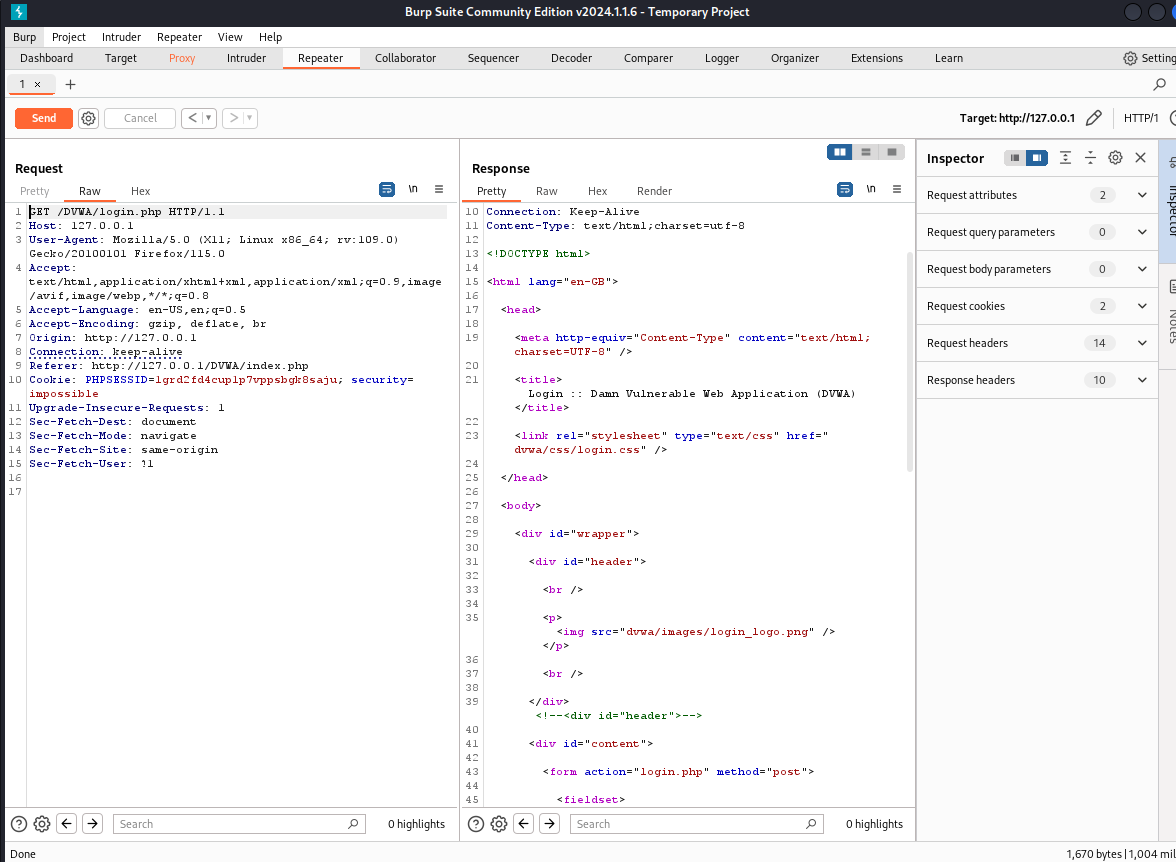 Burp Suite Community Edition v2024.1.1.6 - Temporary Project
Burp Project Intruder Repeater View Help
Dashboard Target Proxy Intruder Repeater Collaborator Sequencer Decoder Comparer Logger Organizer Extensions Learn Setting
1 × +
Send Cancel < ▾ > ▾ Target: http://127.0.0.1 HTTP/1
Request
Pretty Raw Hex \n
1 GET /DVWA/login.php HTTP/1.1
2 Host: 127.0.0.1
3 User-Agent: Mozilla/5.0 (X11; Linux x86_64; rv:109.0)
Gecko/20100101 Firefox/115.0
4 Accept:
text/html,application/xhtml+xml,application/xml;q=0.9,image
/avif,image/webp,*/*;q=0.8
5 Accept-Language: en-US,en;q=0.5
6 Accept-Encoding: gzip, deflate, br
7 Origin: http://127.0.0.1
8 Connection: keep-alive
9 Referer: http://127.0.0.1/DVWA/index.php
10 Cookie: PHPSESSID=lgrd2fd4cup1p7vppsbgk8saju; security=
impossible
11 Upgrade-Insecure-Requests: 1
12 Sec-Fetch-Dest: document
13 Sec-Fetch-Mode: navigate
14 Sec-Fetch-Site: same-origin
15 Sec-Fetch-User: ?1
16
17
Search 0 highlights
Response
Pretty Raw Hex Render \n
10 Connection: Keep-Alive
11 Content-Type: text/html;charset=utf-8
12
13 <!DOCTYPE html>
14
15 <html lang="en-GB">
16
17 <head>
18
19 <meta http-equiv="Content-Type" content="text/html;
charset=UTF-8" />
20
21 <title>
Login :: Damn Vulnerable Web Application (DVWA)
</title>
22
23 <link rel="stylesheet" type="text/css" href="
dvwa/css/login.css" />
24
25 </head>
26
27 <body>
28
29 <div id="wrapper">
30
31 <div id="header">
32
33 <br />
34
35 <p>
<img src="dvwa/images/login_logo.png" />
</p>
36
37 <br />
38
39 </div>
<!--<div id="header">-->
40
41 <div id="content">
42
43 <form action="login.php" method="post">
44
45 <fieldset>
Search 0 highlights
Inspector
Request attributes 2
Request query parameters 0
Request body parameters 0
Request cookies 2
Request headers 14
Response headers 10
Inspector
Notes
Done 1,670 bytes | 1,004 mil